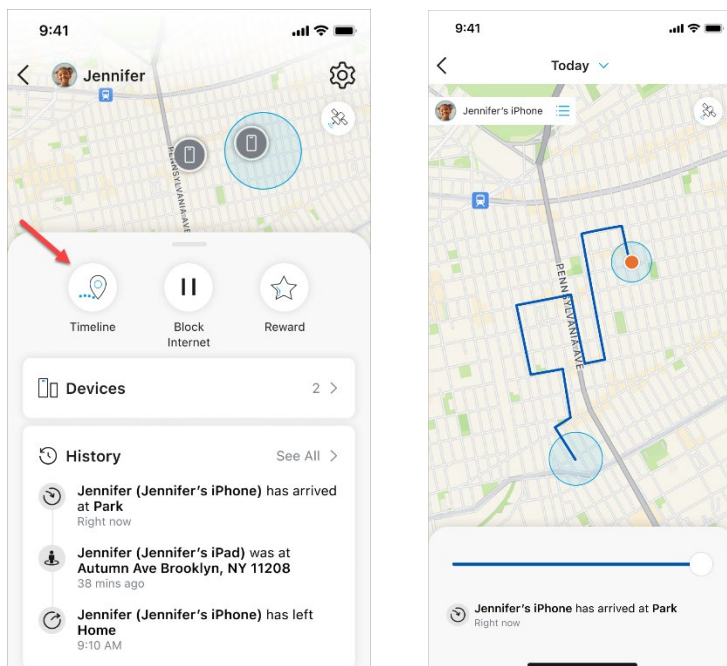 9:41
Jennifer
PENNSYLVANIA AVE
Timeline
Block
Internet
Reward
Devices
2
History
See All
Jennifer (Jennifer's iPhone) has arrived
at Park
Right now
Jennifer (Jennifer's iPad) was at
Autumn Ave Brooklyn, NY 11208
38 mins ago
Jennifer (Jennifer's iPhone) has left
Home
9:10 AM
9:41
Today
Jennifer's iPhone
PENNSYLVANIA AVE
Jennifer's iPhone has arrived at Park
Right now